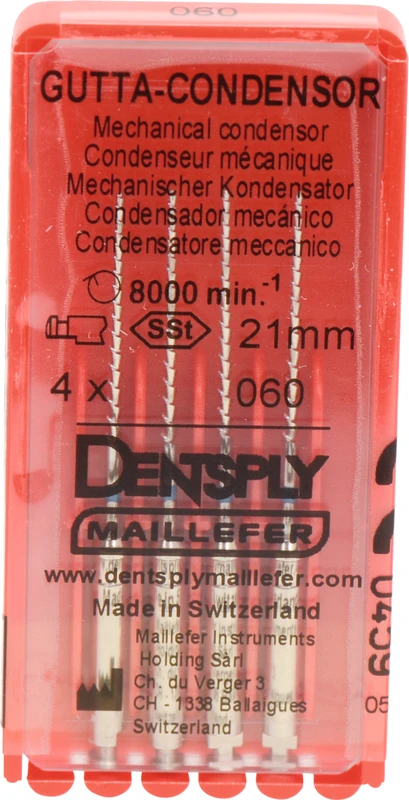 060
GUTTA-CONDENSOR
Mechanical condensor
Condenseur mécanique
Mechanischer Kondensator
Condensador mecánico
Condensatore meccanico
8000 min.-1
SSt 21mm
4 x 060
DENTSPLY
MAILLEFER
www.dentsplymaillefer.com
Made in Switzerland
Maillefer Instruments
Holding Sàrl
Ch. du Verger 3
CH - 1338 Ballaigues
Switzerland
0459
05